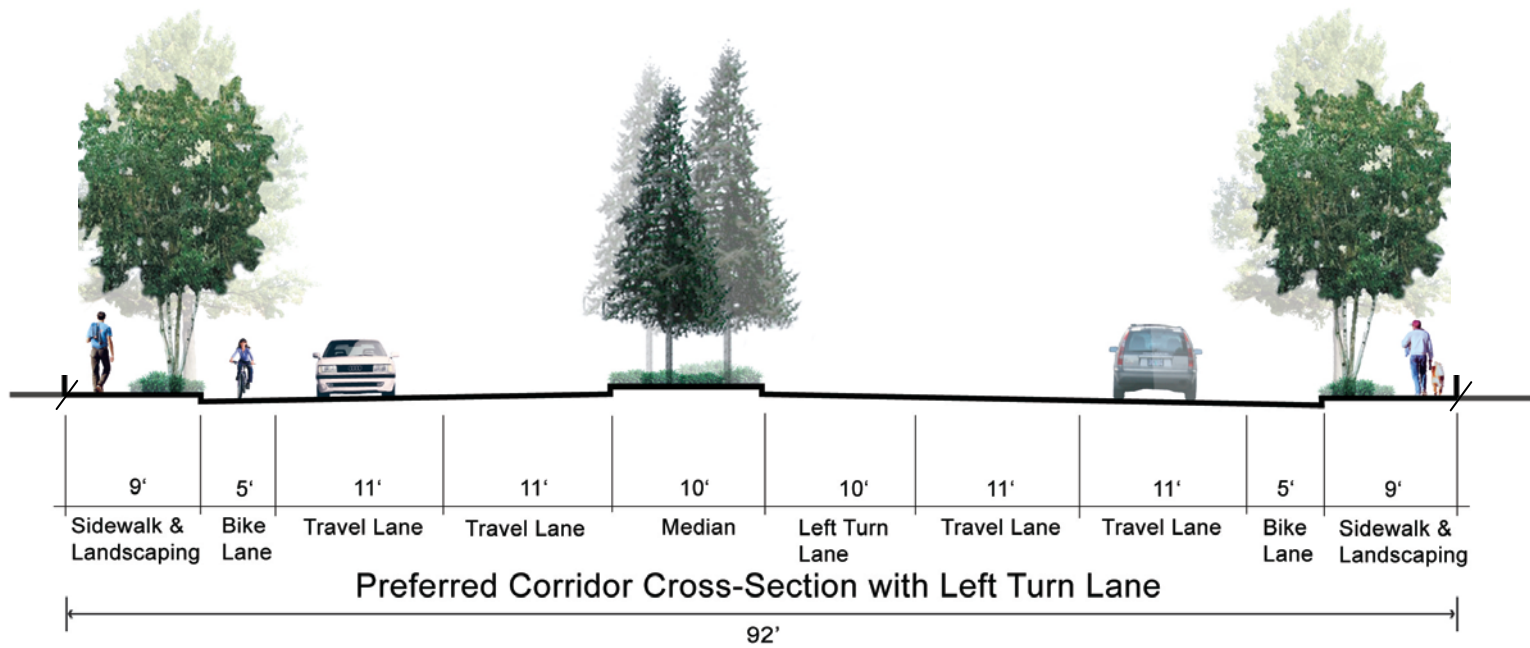 9‘ 5‘ 11‘ 11‘ 10‘ 10‘ 11‘ 11‘ 5‘ 9‘
Sidewalk & Bike Travel Lane Travel Lane Median Left Turn Travel Lane Travel Lane Bike Sidewalk &
Landscaping Lane Lane Lane Landscaping
Preferred Corridor Cross-Section with Left Turn Lane
92’